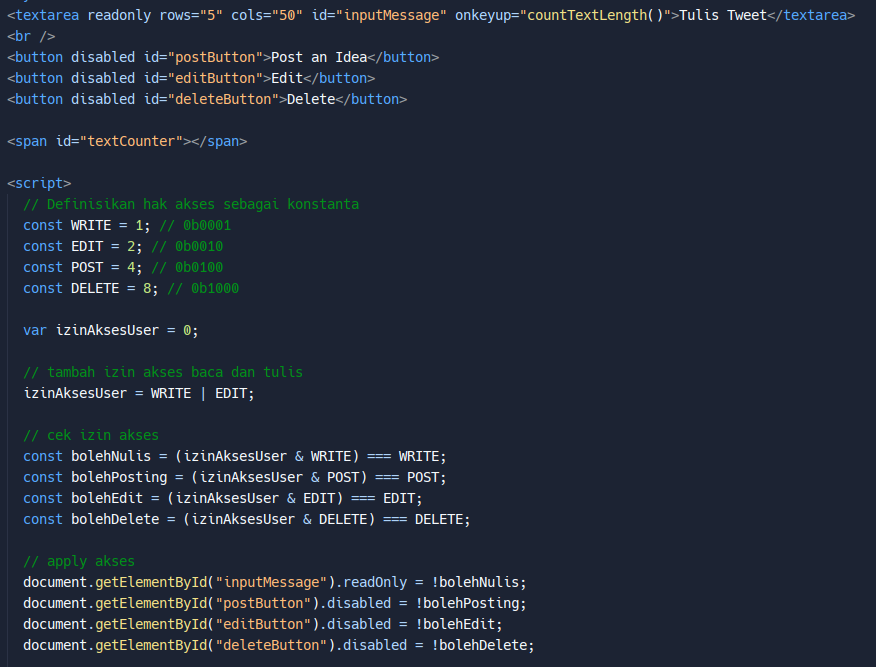 <textarea readonly rows="5" cols="50" id="inputMessage" onkeyup="countTextLength()">Tulis Tweet</textarea>
<br />
<button disabled id="postButton">Post an Idea</button>
<button disabled id="editButton">Edit</button>
<button disabled id="deleteButton">Delete</button>
<span id="textCounter"></span>
<script>
// Definisikan hak akses sebagai konstanta
const WRITE = 1; // 0b0001
const EDIT = 2; // 0b0010
const POST = 4; // 0b0100
const DELETE = 8; // 0b1000
var izinAksesUser = 0;
// tambah izin akses baca dan tulis
izinAksesUser = WRITE | EDIT;
// cek izin akses
const bolehNulis = (izinAksesUser & WRITE) === WRITE;
const bolehPosting = (izinAksesUser & POST) === POST;
const bolehEdit = (izinAksesUser & EDIT) === EDIT;
const bolehDelete = (izinAksesUser & DELETE) === DELETE;
// apply akses
document.getElementById("inputMessage").readOnly = !bolehNulis;
document.getElementById("postButton").disabled = !bolehPosting;
document.getElementById("editButton").disabled = !bolehEdit;
document.getElementById("deleteButton").disabled = !bolehDelete;